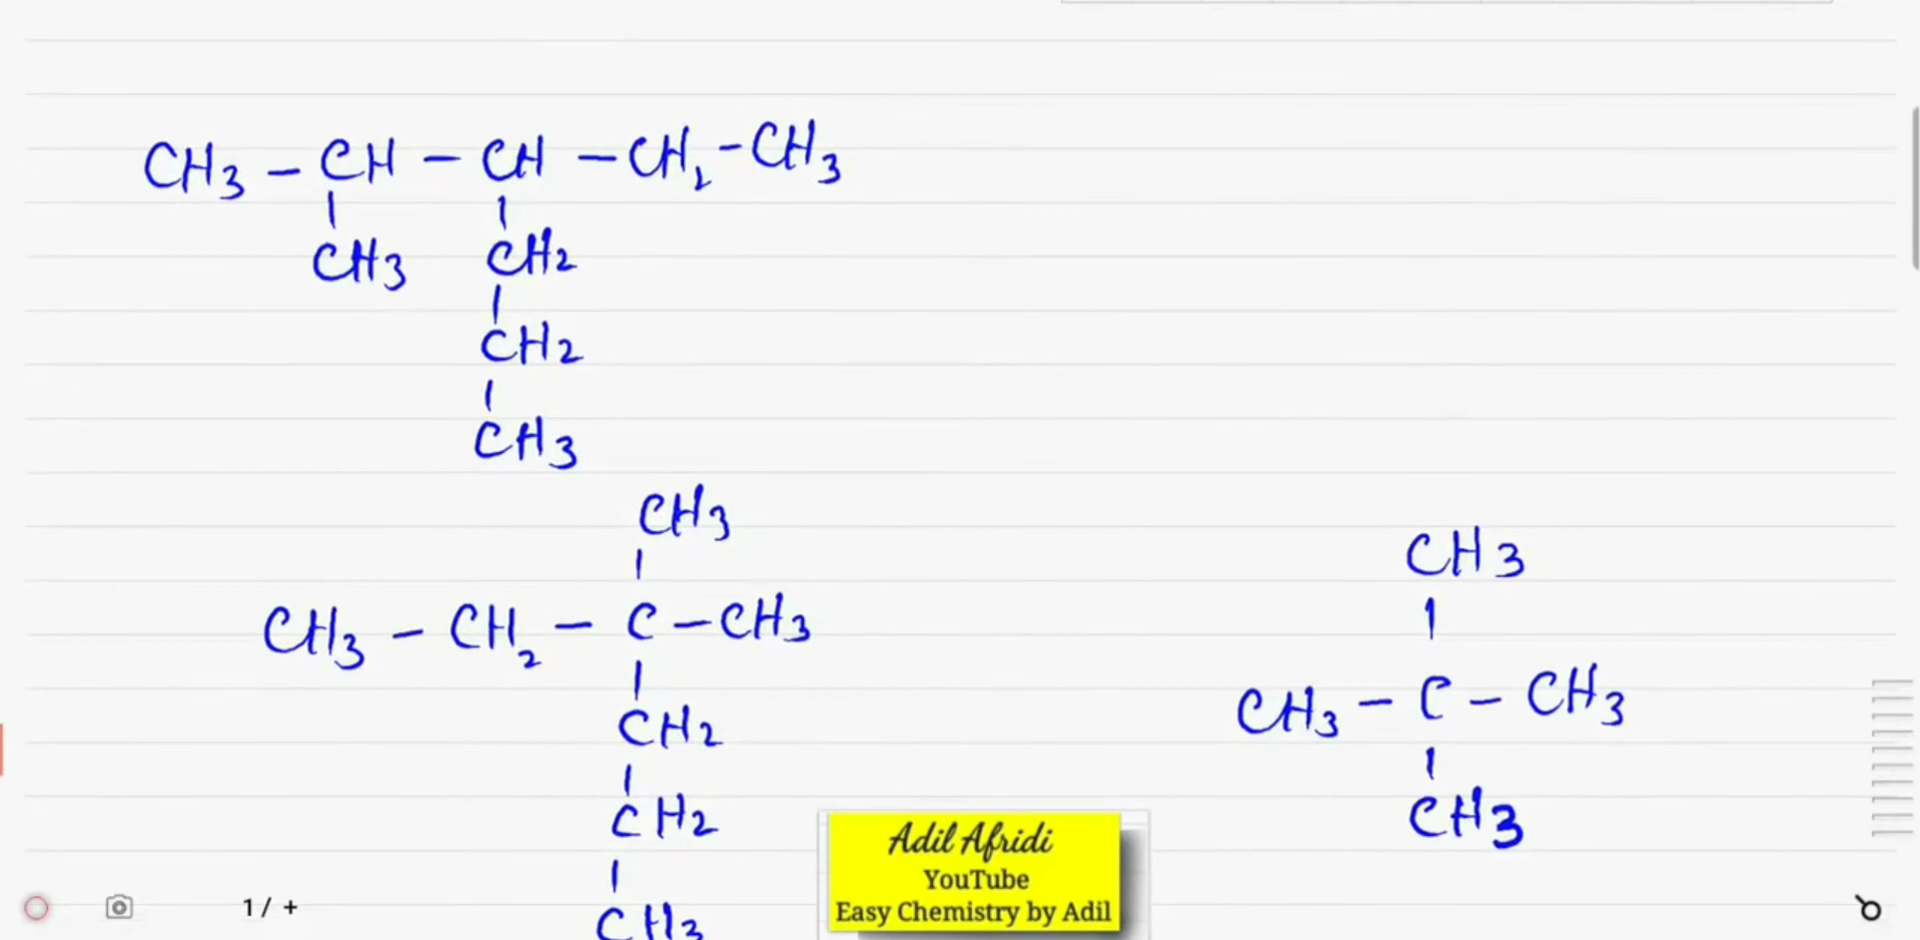 CH3 – CH – CH – CH2 – CH3
CH3 CH2
CH2
CH3
CH3
CH3 – CH2 – C – CH3
CH2
CH2
CH3
CH3
CH3 – C – CH3
CH3
Adil Afridi
YouTube
Easy Chemistry by Adil
1 / +